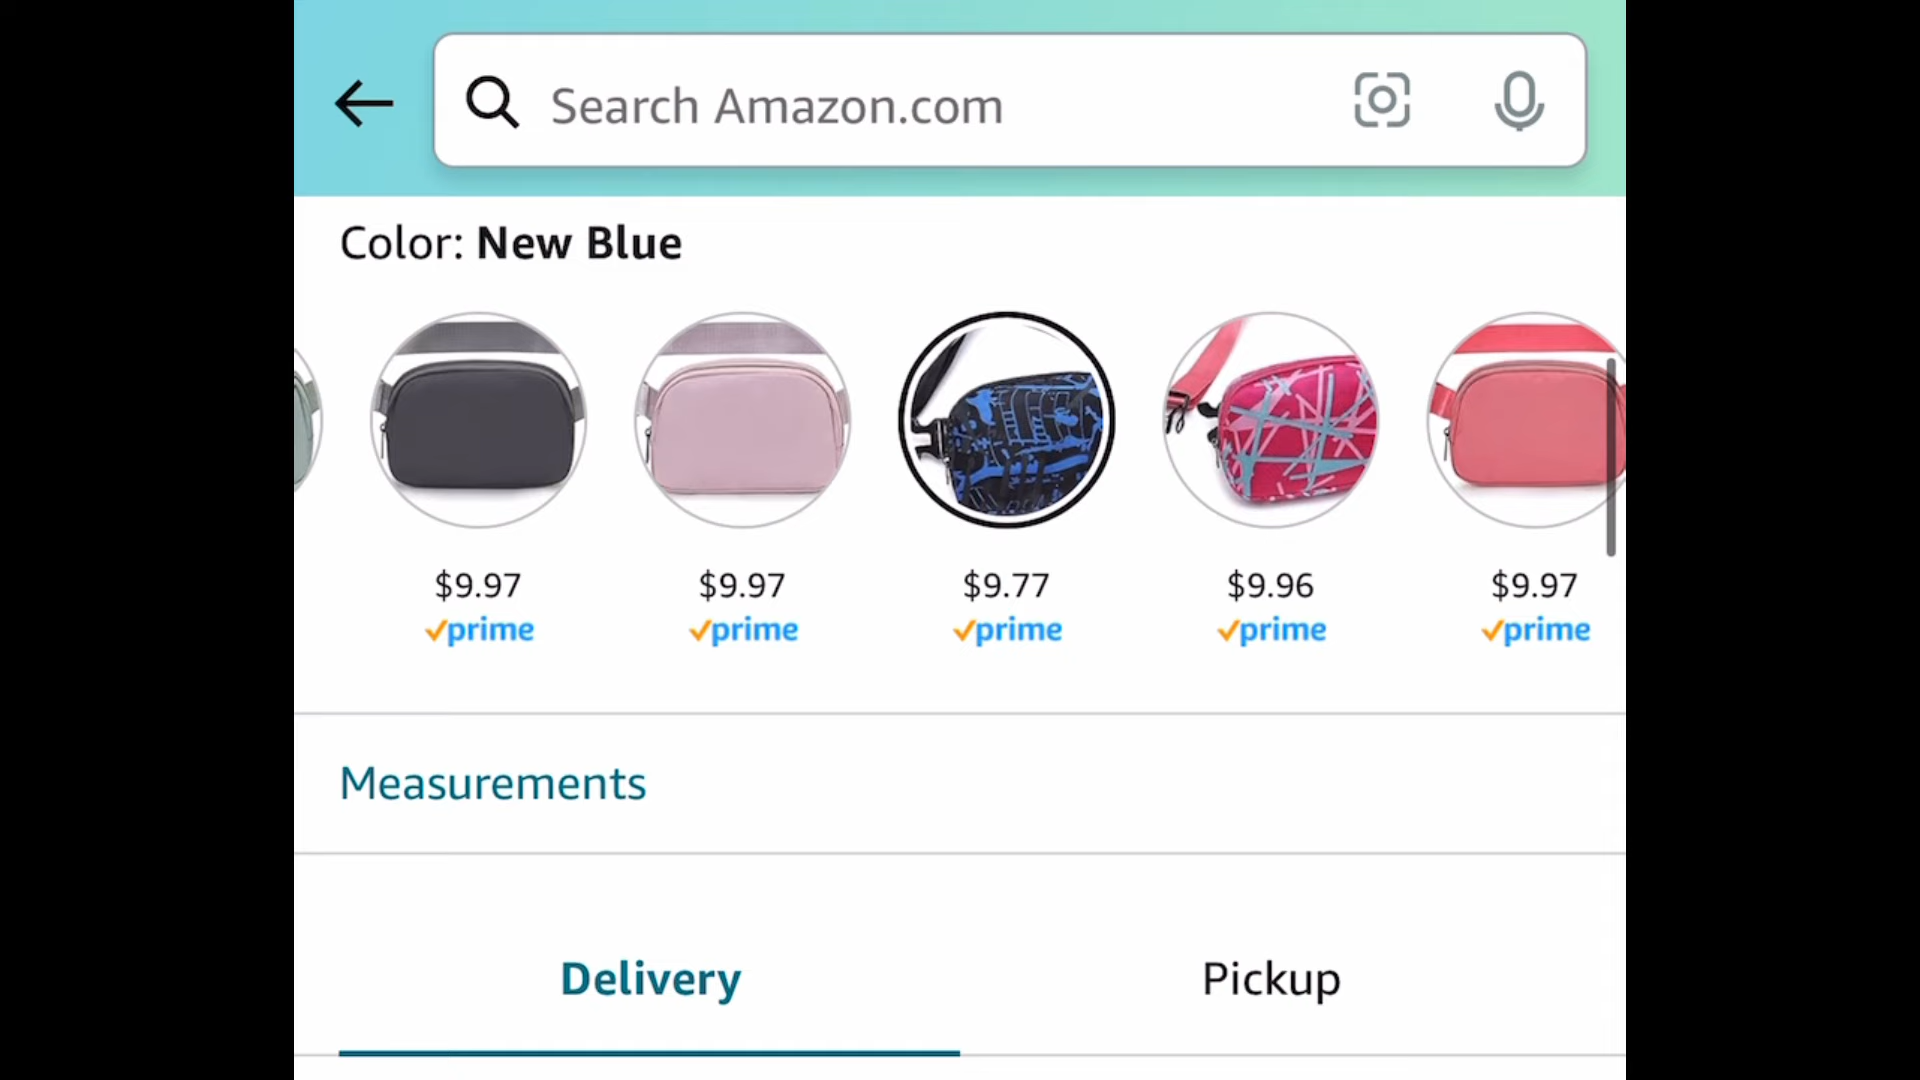 Search Amazon.com
Color: New Blue
$9.97 $9.97 $9.77 $9.96 $9.97
prime prime prime prime prime
Measurements
Delivery Pickup